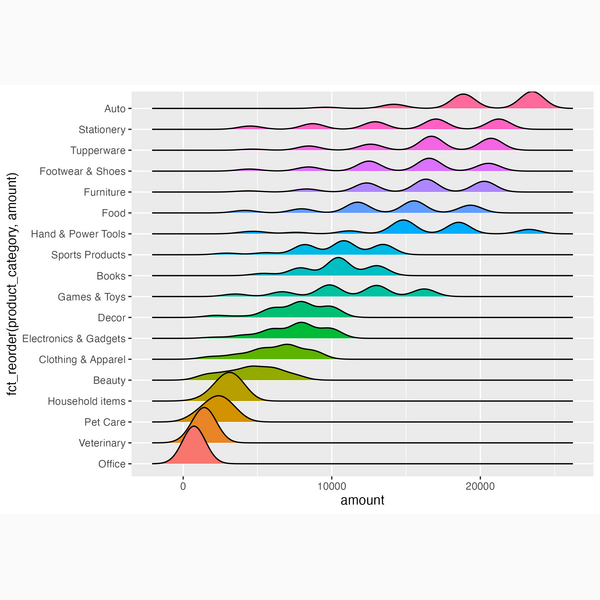 fct_reorder(product_category, amount)
Auto
Stationery
Tupperware
Footwear & Shoes
Furniture
Food
Hand & Power Tools
Sports Products
Books
Games & Toys
Decor
Electronics & Gadgets
Clothing & Apparel
Beauty
Household items
Pet Care
Veterinary
Office
0 10000 20000
amount